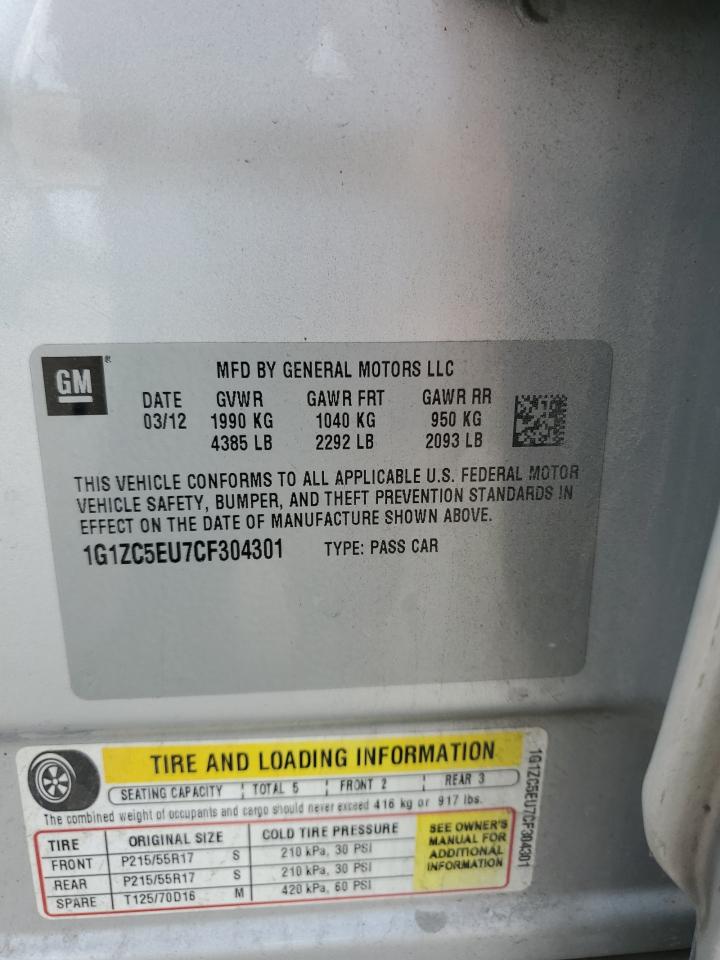 GM ®
MFD BY GENERAL MOTORS LLC
DATE GVWR GAWR FRT GAWR RR
03/12 1990 KG 1040 KG 950 KG
4385 LB 2292 LB 2093 LB
THIS VEHICLE CONFORMS TO ALL APPLICABLE U.S. FEDERAL MOTOR
VEHICLE SAFETY, BUMPER, AND THEFT PREVENTION STANDARDS IN
EFFECT ON THE DATE OF MANUFACTURE SHOWN ABOVE.
1G1ZC5EU7CF304301 TYPE: PASS CAR
TIRE AND LOADING INFORMATION
SEATING CAPACITY TOTAL 5 FRONT 2 REAR 3
The combined weight of occupants and cargo should never exceed 416 kg or 917 lbs.
TIRE ORIGINAL SIZE COLD TIRE PRESSURE
FRONT P215/55R17 S 210 kPa, 30 PSI
REAR P215/55R17 S 210 kPa, 30 PSI
SPARE T125/70D16 M 420 kPa, 60 PSI
SEE OWNER'S
MANUAL FOR
ADDITIONAL
INFORMATION
1G1ZC5EU7CF304301